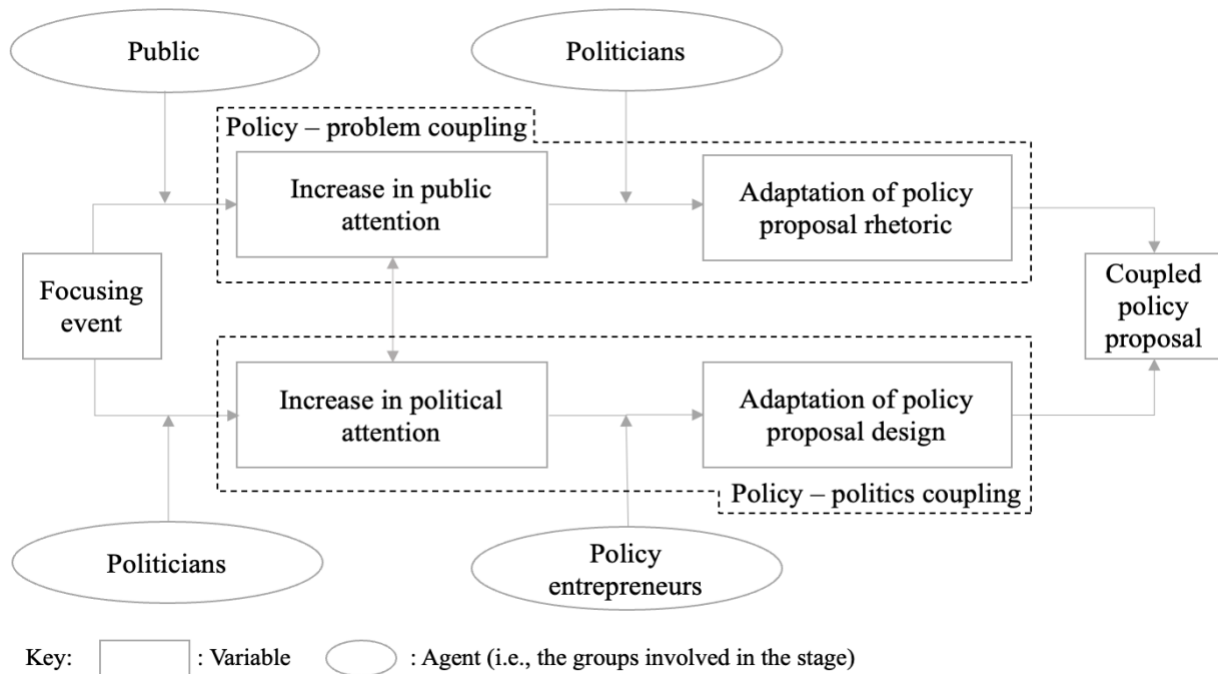 Public
Politicians
Policy – problem coupling
Increase in public
attention
Adaptation of policy
proposal rhetoric
Focusing
event
Coupled
policy
proposal
Increase in political
attention
Adaptation of policy
proposal design
Policy – politics coupling
Politicians
Policy
entrepreneurs
Key: : Variable : Agent (i.e., the groups involved in the stage)